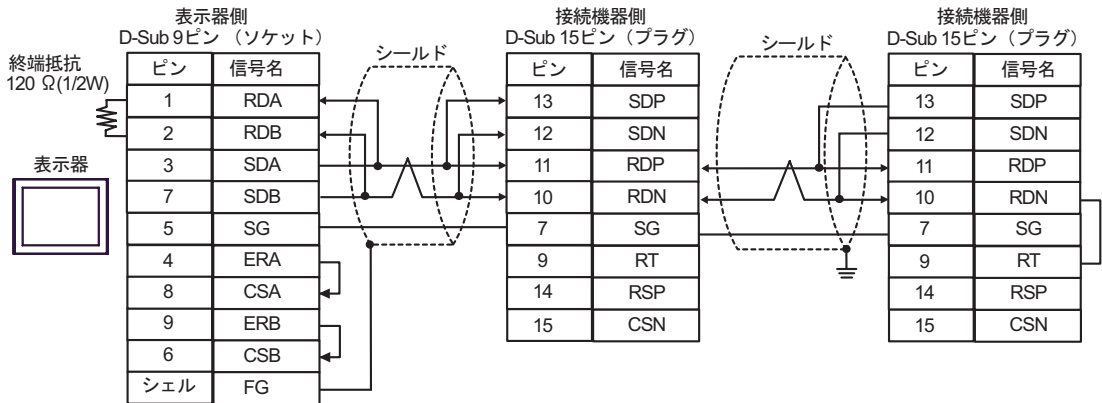 表示器側
D-Sub 9ピン （ソケット）
終端抵抗
120 Ω(1/2W)
表示器
シールド
ピン 信号名
1 RDA
2 RDB
3 SDA
7 SDB
5 SG
4 ERA
8 CSA
9 ERB
6 CSB
シェル FG
接続機器側
D-Sub 15ピン（プラグ）
シールド
ピン 信号名
13 SDP
12 SDN
11 RDP
10 RDN
7 SG
9 RT
14 RSP
15 CSN
接続機器側
D-Sub 15ピン（プラグ）
ピン 信号名
13 SDP
12 SDN
11 RDP
10 RDN
7 SG
9 RT
14 RSP
15 CSN